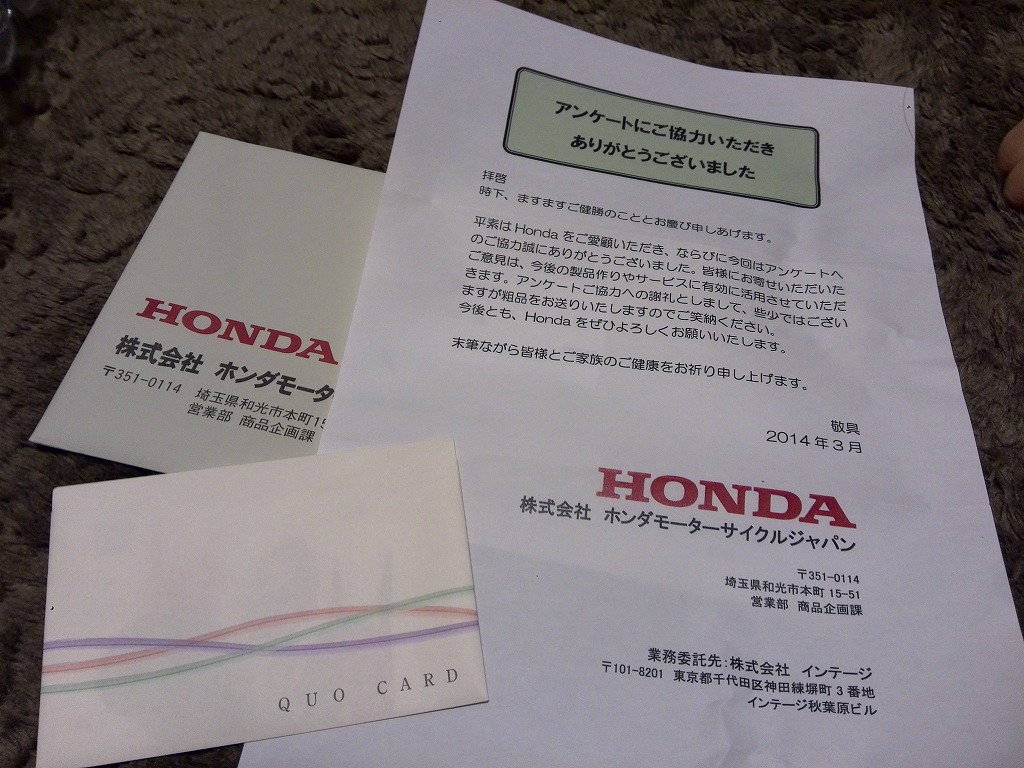 アンケートにご協力いただき
ありがとうございました
拝啓
時下、ますますご健勝のこととお慶び申しあげます。
平素はHondaをご愛顧いただき、ならびに今回はアンケートへ
のご協力誠にありがとうございました。皆様にお寄せいただいた
ご意見は、今後の製品作りやサービスに有効に活用させていただ
きます。アンケートご協力への謝礼としまして、些少ではござい
ますが粗品をお送りいたしますのでご笑納ください。
今後とも、Hondaをぜひよろしくお願いいたします。
末筆ながら皆様とご家族のご健康をお祈り申し上げます。
敬具
2014年3月
HONDA
株式会社 ホンダモーターサイクルジャパン
〒351-0114
埼玉県和光市本町15-51
営業部 商品企画課
業務委託先:株式会社 インテージ
〒101-8201 東京都千代田区神田練塀町3番地
インテージ秋葉原ビル
HONDA
株式会社 ホンダモータ
〒351-0114 埼玉県和光市本町15
営業部 商品企画課
QUO CARD